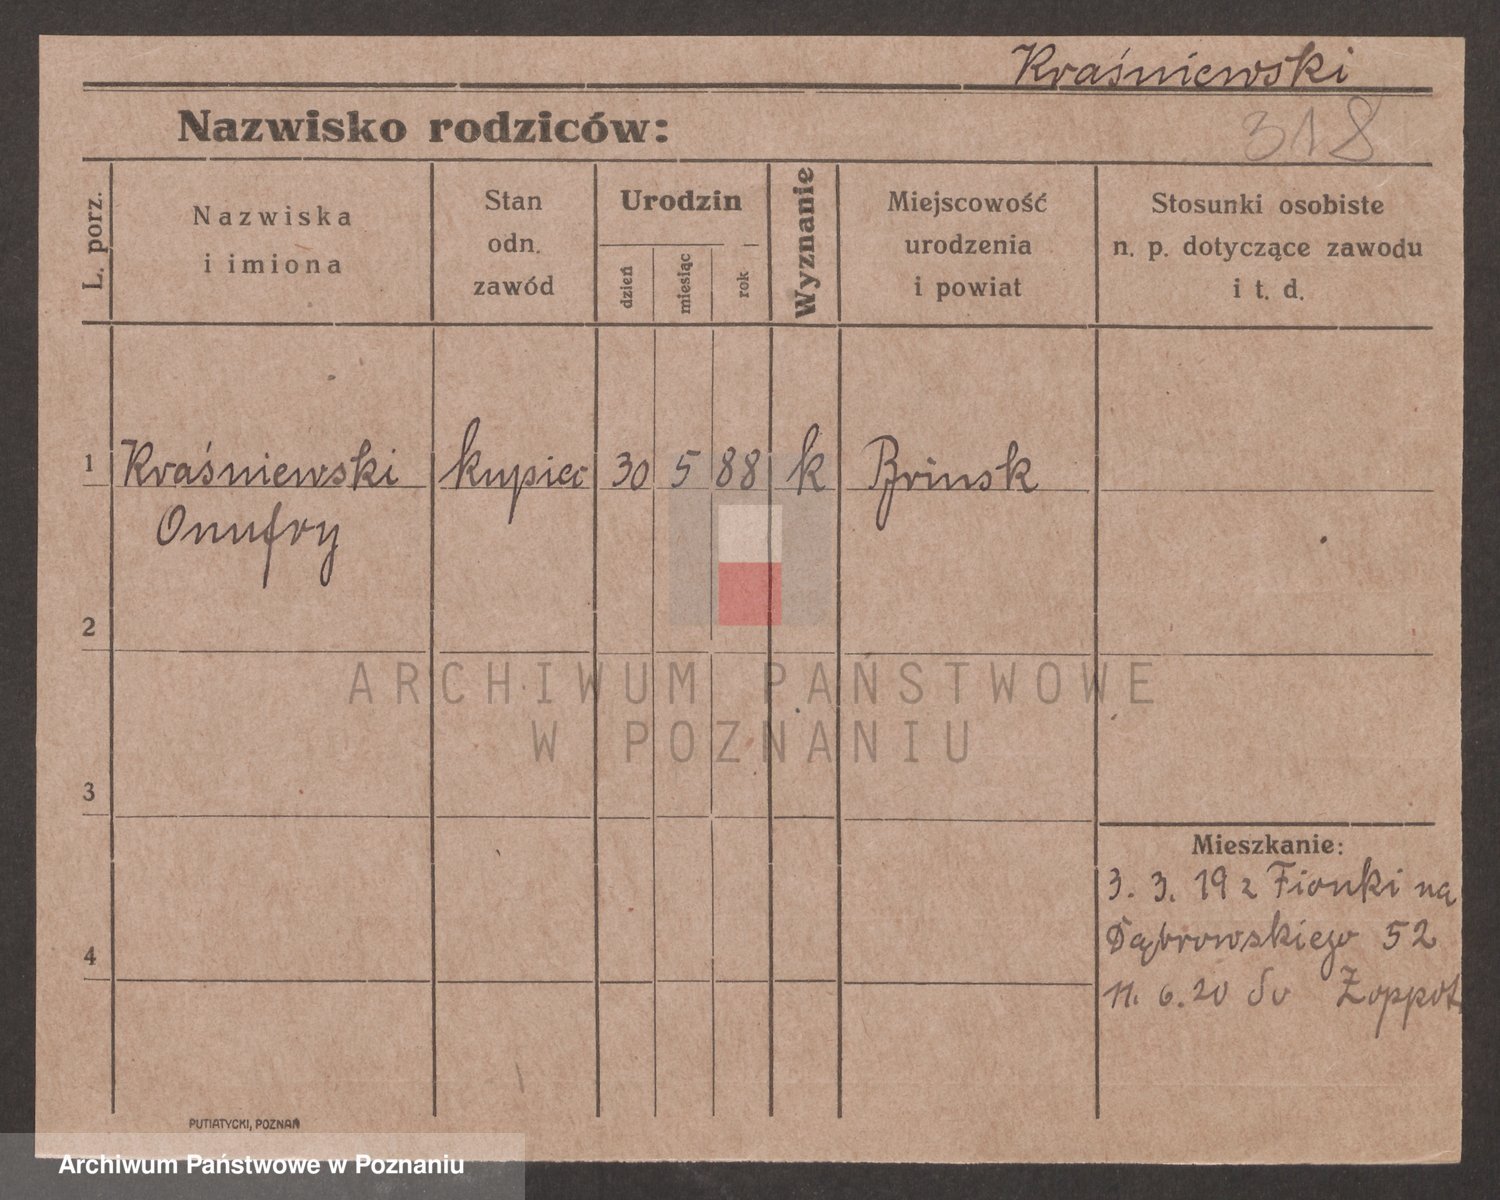 Kraśniewski
318
Nazwisko rodziców:
L. porz.
Nazwiska
i imiona
Stan
odn.
zawód
Urodzin
dzień
miesiąc
rok
Wyznanie
Miejscowość
urodzenia
i powiat
Stosunki osobiste
n. p. dotyczące zawodu
i t. d.
1 Kraśniewski kupiec 30 5 88 k Brinsk
Onufry
2
ARCHIWUM PAŃSTWOWE
W POZNANIU
3
Mieszkanie:
3. 3. 19 z Fionki na
Dąbrowskiego 52
4
11. 6. 20 do Zoppot
PUTIATYCKI, POZNAŃ
Archiwum Państwowe w Poznaniu